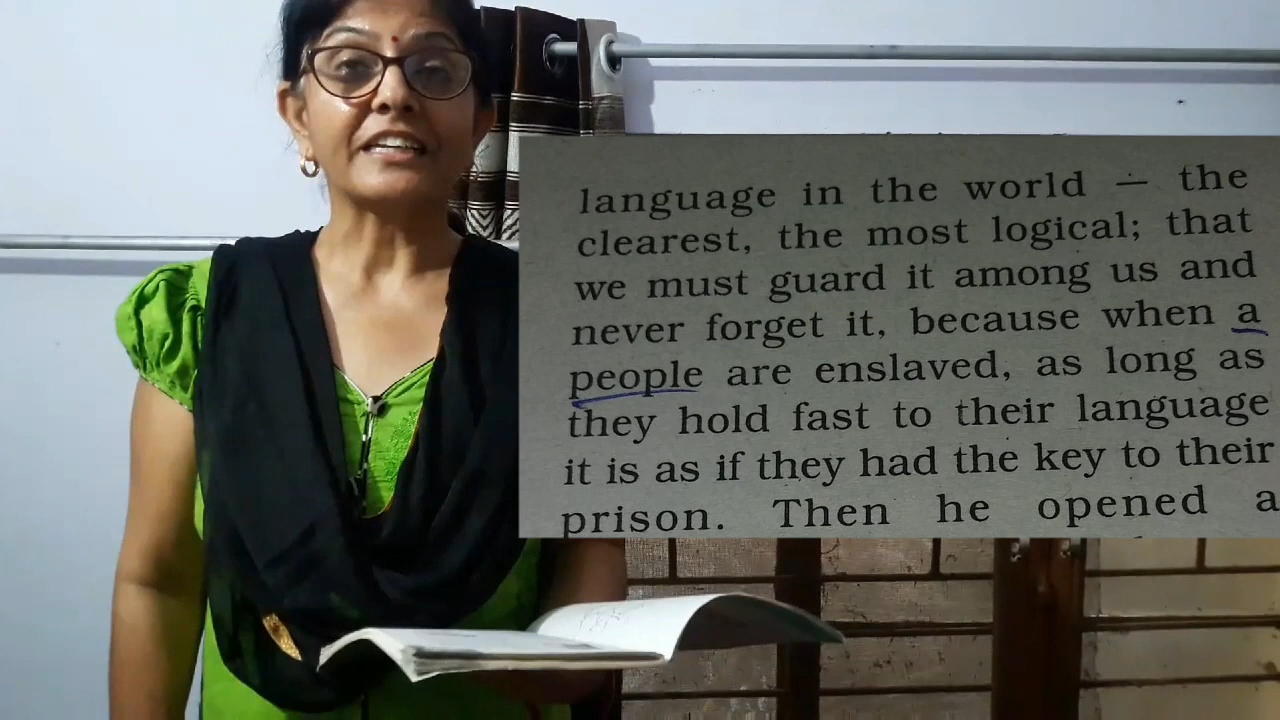 language in the world — the
clearest, the most logical; that
we must guard it among us and
never forget it, because when a
people are enslaved, as long as
they hold fast to their language
it is as if they had the key to their
prison. Then he opened a